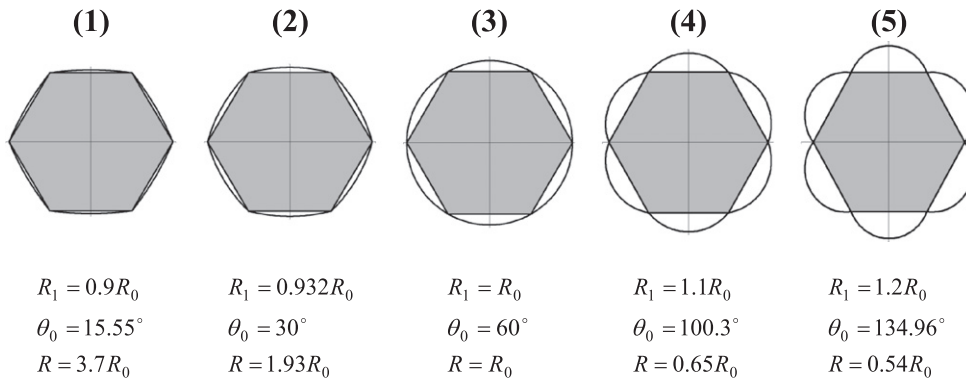 (1) (2) (3) (4) (5)
R₁ = 0.9R₀ R₁ = 0.932R₀ R₁ = R₀ R₁ = 1.1R₀ R₁ = 1.2R₀
θ₀ = 15.55° θ₀ = 30° θ₀ = 60° θ₀ = 100.3° θ₀ = 134.96°
R = 3.7R₀ R = 1.93R₀ R = R₀ R = 0.65R₀ R = 0.54R₀